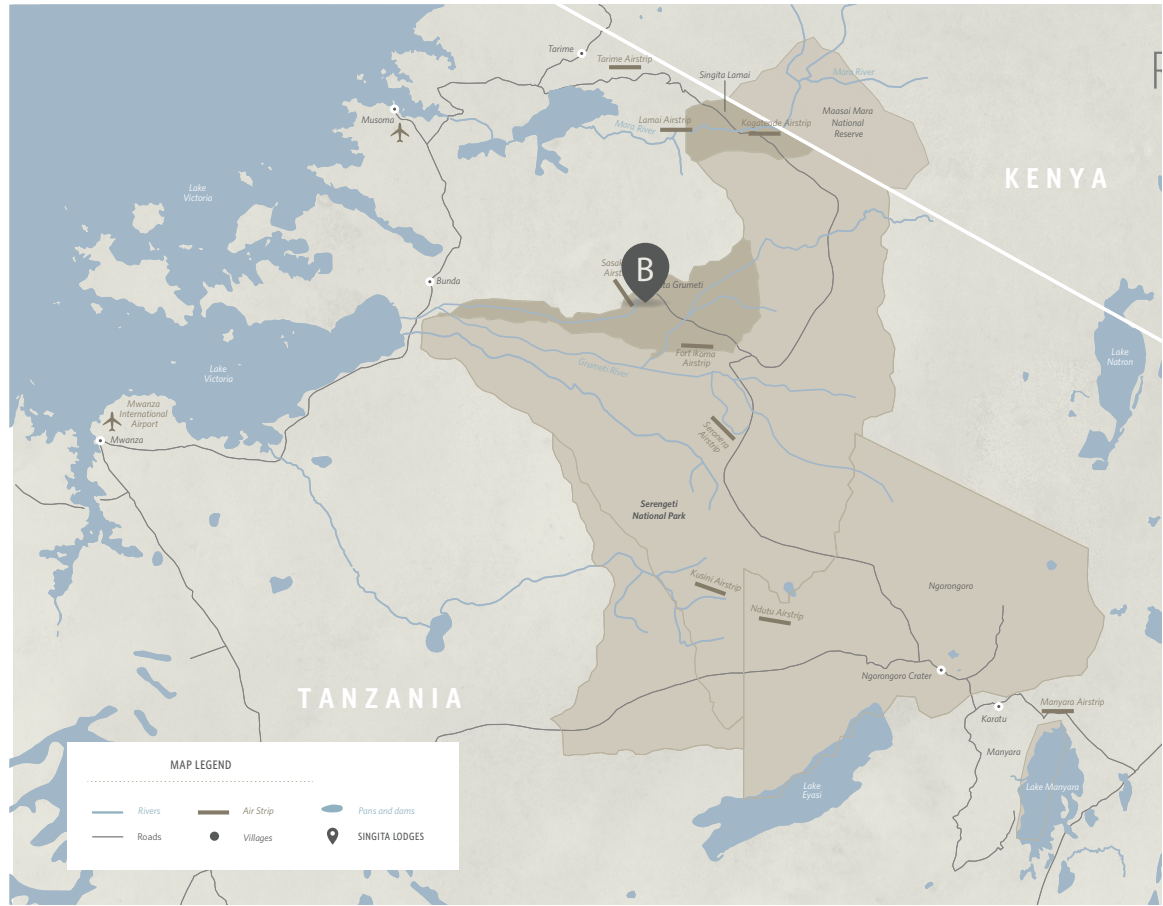 Tarime
Tarime Airstrip
Singita Lamai
Mara River
Musoma
Lamai Airstrip
Mara River
Kogatende Airstrip
Maasai Mara
National
Reserve
KENYA
Lake
Victoria
B
Grumeti
Bunda
Lake
Natron
Lake
Victoria
Fort Ikoma
Airstrip
Grumeti River
Mwanza
International
Airport
Mwanza
Seronera
Airstrip
Serengeti
National Park
Kusini Airstrip
Ndutu Airstrip
Ngorongoro
Ngorongoro Crater
TANZANIA
Karatu
Manyara Airstrip
Manyara
Lake
Eyasi
Lake Manyara
MAP LEGEND
Rivers
Air Strip
Pans and dams
Roads
Villages
SINGITA LODGES